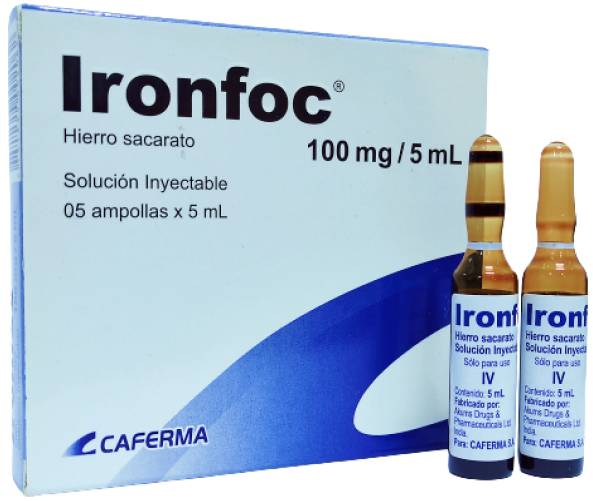 Ironfoc®
Hierro sacarato
100 mg / 5 mL
Solución Inyectable
05 ampollas x 5 mL
CAFERMA
Ironf
Hierro sacarato
Solución Inyectable
Sólo para uso
IV
Contenido: 5 mL
Fabricado por:
Akums Drugs &
Pharmaceuticals Ltd.
India.
Para: CAFERMA S.A.
Ironf
Hierro sacarato
Solución Inyectab
Sólo para uso
IV
Contenido: 5 mL
Fabricado por:
Akums Drugs &
Pharmaceuticals Ltd.
India.
Para: CAFERMA S.A